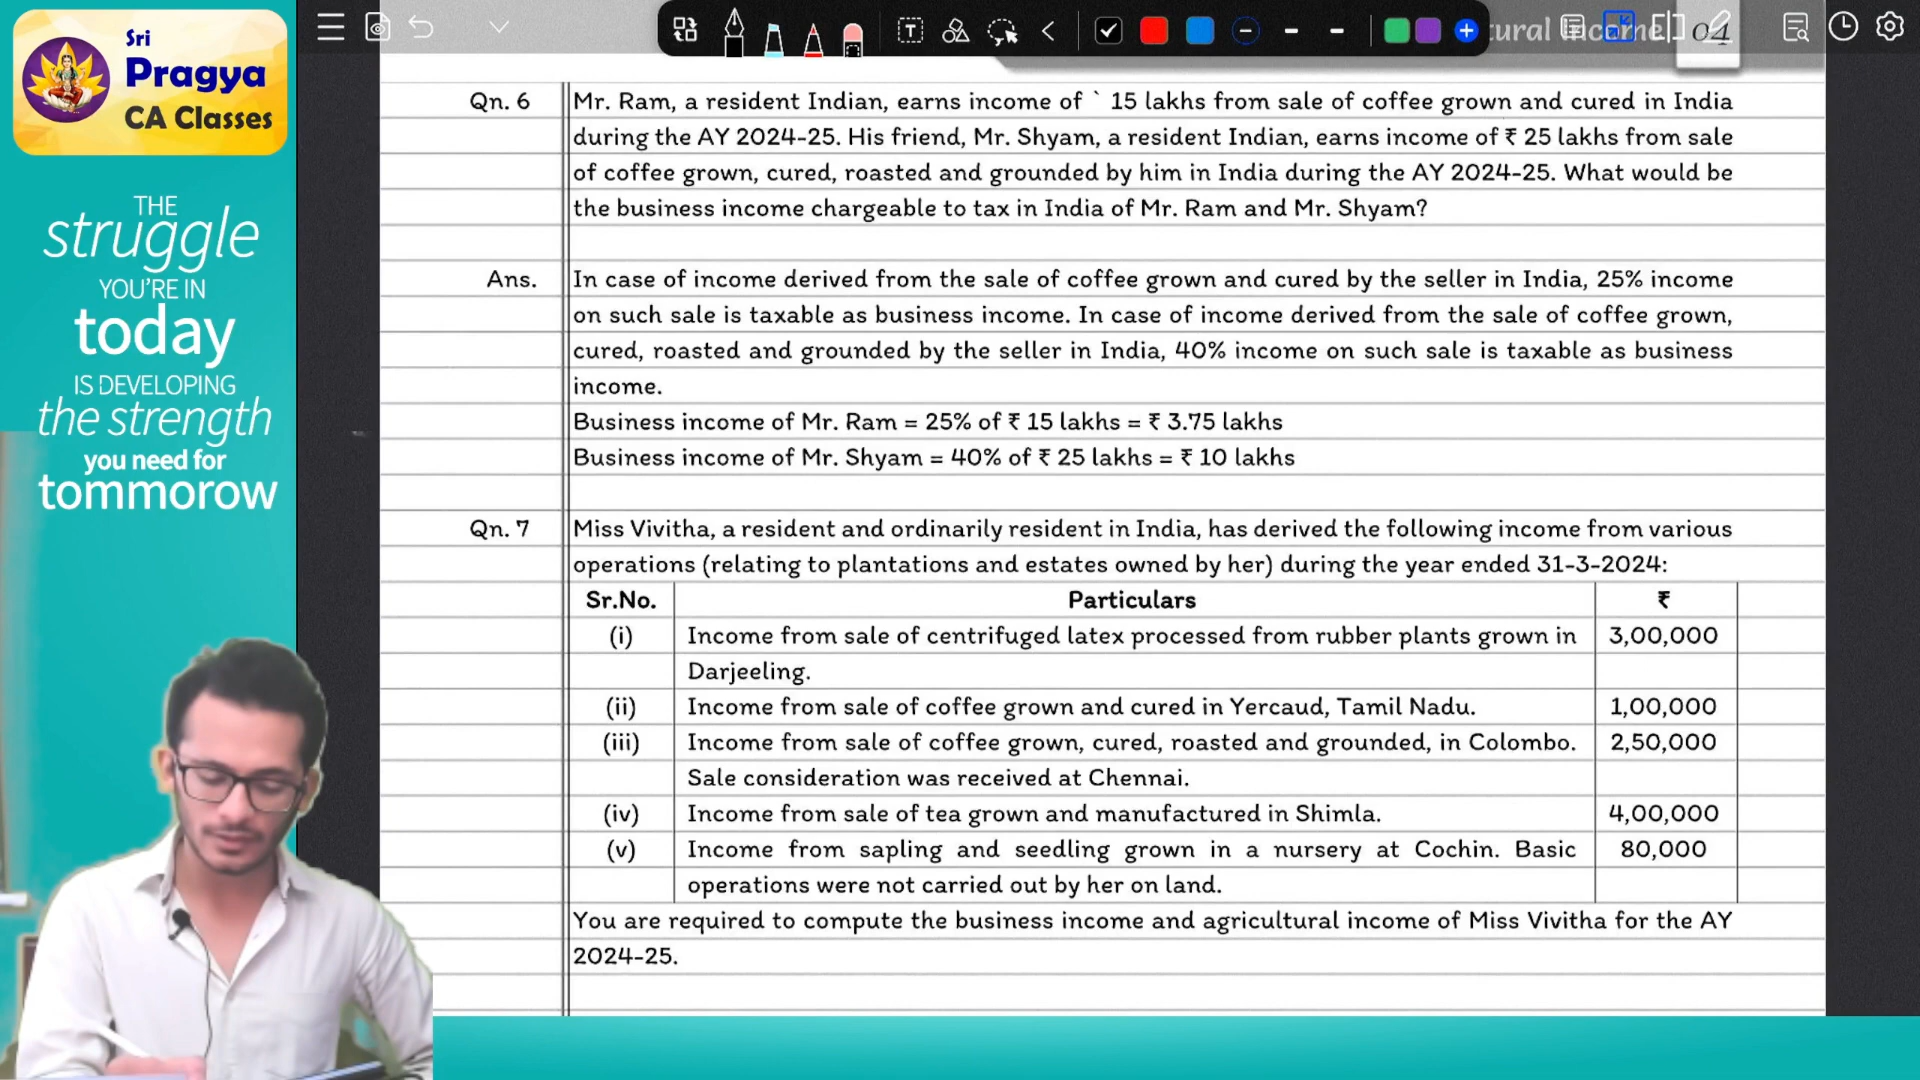 Sri
Pragya
CA Classes
THE
struggle
YOU'RE IN
today
IS DEVELOPING
the strength
you need for
tommorow
tural Income
04
Qn. 6
Mr. Ram, a resident Indian, earns income of ` 15 lakhs from sale of coffee grown and cured in India
during the AY 2024-25. His friend, Mr. Shyam, a resident Indian, earns income of ₹ 25 lakhs from sale
of coffee grown, cured, roasted and grounded by him in India during the AY 2024-25. What would be
the business income chargeable to tax in India of Mr. Ram and Mr. Shyam?
Ans.
In case of income derived from the sale of coffee grown and cured by the seller in India, 25% income
on such sale is taxable as business income. In case of income derived from the sale of coffee grown,
cured, roasted and grounded by the seller in India, 40% income on such sale is taxable as business
income.
Business income of Mr. Ram = 25% of ₹ 15 lakhs = ₹ 3.75 lakhs
Business income of Mr. Shyam = 40% of ₹ 25 lakhs = ₹ 10 lakhs
Qn. 7
Miss Vivitha, a resident and ordinarily resident in India, has derived the following income from various
operations (relating to plantations and estates owned by her) during the year ended 31-3-2024:
Sr.No. Particulars ₹
(i) Income from sale of centrifuged latex processed from rubber plants grown in 3,00,000
Darjeeling.
(ii) Income from sale of coffee grown and cured in Yercaud, Tamil Nadu. 1,00,000
(iii) Income from sale of coffee grown, cured, roasted and grounded, in Colombo. 2,50,000
Sale consideration was received at Chennai.
(iv) Income from sale of tea grown and manufactured in Shimla. 4,00,000
(v) Income from sapling and seedling grown in a nursery at Cochin. Basic 80,000
operations were not carried out by her on land.
You are required to compute the business income and agricultural income of Miss Vivitha for the AY
2024-25.